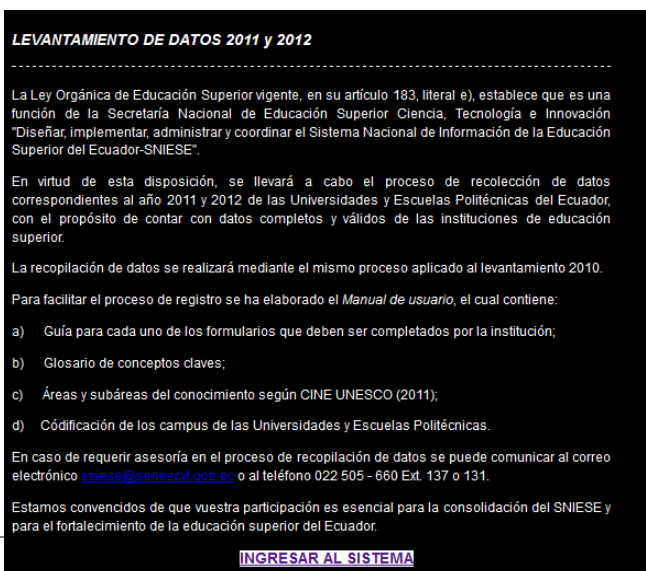 LEVANTAMIENTO DE DATOS 2011 y 2012
La Ley Orgánica de Educación Superior vigente, en su artículo 183, literal e), establece que es una
función de la Secretaría Nacional de Educación Superior Ciencia, Tecnología e Innovación
"Diseñar, implementar, administrar y coordinar el Sistema Nacional de Información de la Educación
Superior del Ecuador-SNIESE".
En virtud de esta disposición, se llevará a cabo el proceso de recolección de datos
correspondientes al año 2011 y 2012 de las Universidades y Escuelas Politécnicas del Ecuador,
con el propósito de contar con datos completos y válidos de las instituciones de educación
superior.
La recopilación de datos se realizará mediante el mismo proceso aplicado al levantamiento 2010.
Para facilitar el proceso de registro se ha elaborado el Manual de usuario, el cual contiene:
a) Guía para cada uno de los formularios que deben ser completados por la institución;
b) Glosario de conceptos claves;
c) Áreas y subáreas del conocimiento según CINE UNESCO (2011);
d) Códificación de los campus de las Universidades y Escuelas Politécnicas.
En caso de requerir asesoría en el proceso de recopilación de datos se puede comunicar al correo
electrónico sniese@senescyt.gob.ec o al teléfono 022 505 - 660 Ext. 137 o 131.
Estamos convencidos de que vuestra participación es esencial para la consolidación del SNIESE y
para el fortalecimiento de la educación superior del Ecuador.
INGRESAR AL SISTEMA